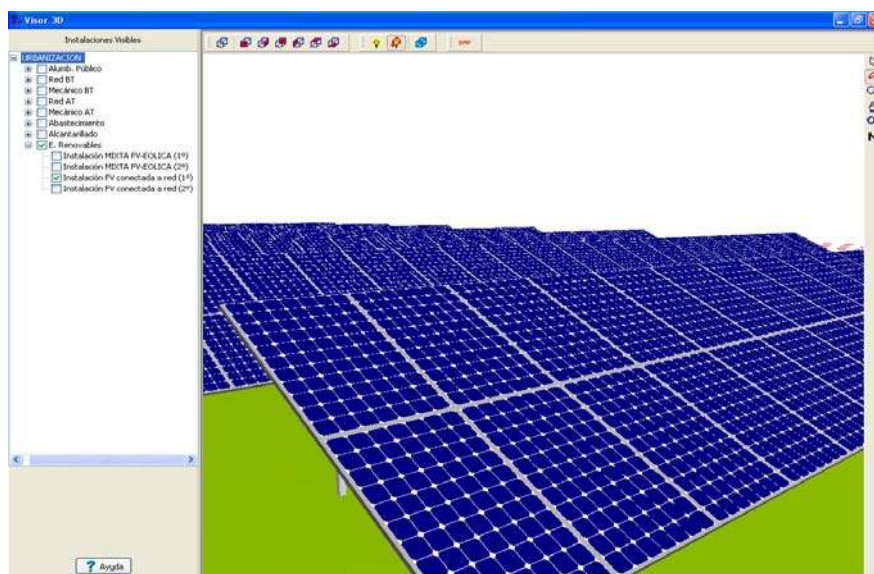 Visor 3D
Instalaciones Visibles
URBANIZACION
Alumb. Público
Red BT
Mecánico BT
Red AT
Mecánico AT
Abastecimiento
Alcantarillado
E. Renovables
Instalación MIXTA FV-EOLICA (1º)
Instalación MIXTA FV-EOLICA (2º)
Instalación FV conectada a red (1º)
Instalación FV conectada a red (2º)
BMP
? Ayuda